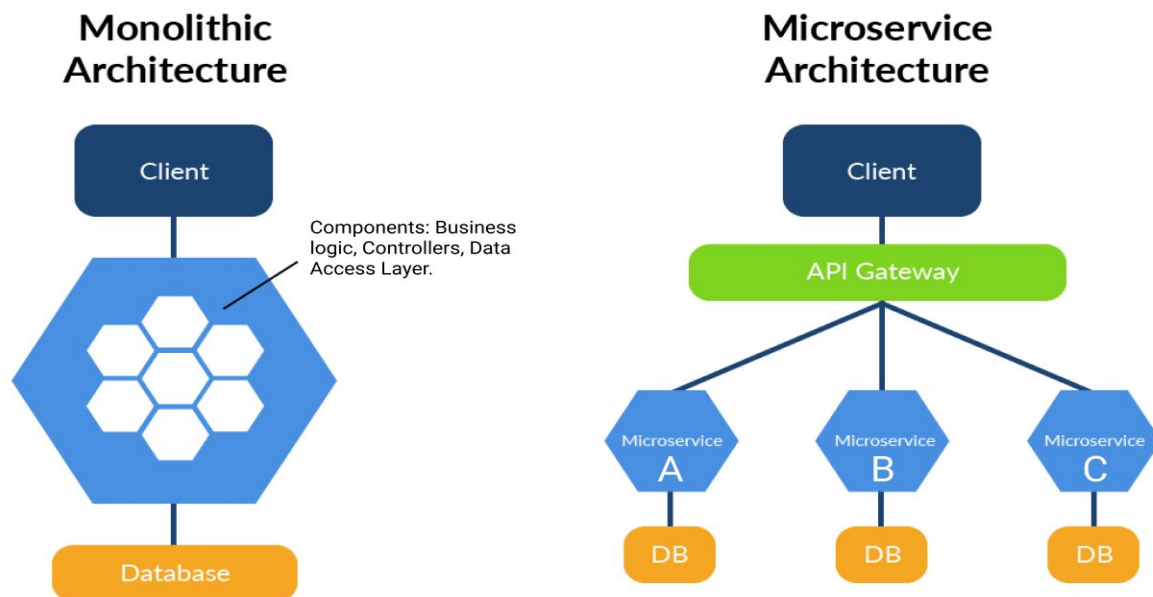 Monolithic
Architecture
Client
Components: Business
logic, Controllers, Data
Access Layer.
Database
Microservice
Architecture
Client
API Gateway
Microservice
A
DB
Microservice
B
DB
Microservice
C
DB